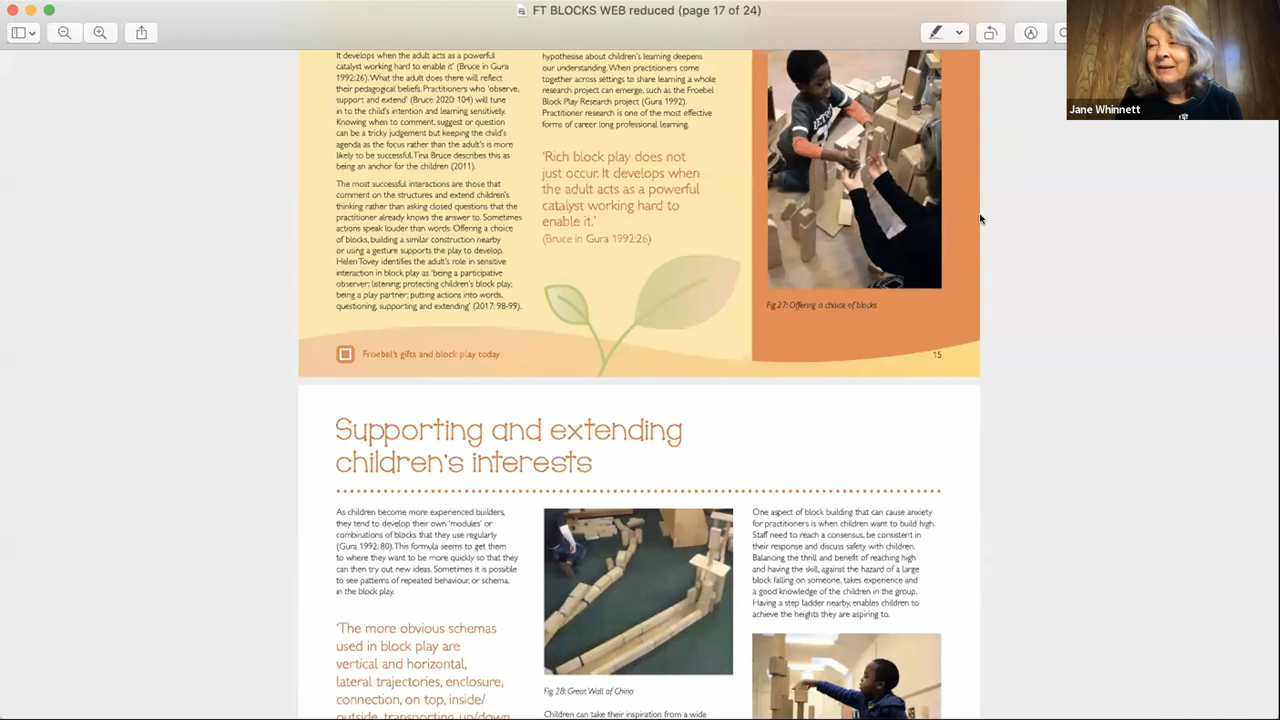 FT BLOCKS WEB reduced (page 17 of 24)
Jane Whinnett
It develops when the adult acts as a powerful
catalyst working hard to enable it' (Bruce in Gura
1992:26). What the adult does there will reflect
their pedagogical beliefs. Practitioners who 'observe,
support and extend' (Bruce 2020: 104) will tune
in to the child's intention and learning sensitively.
Knowing when to comment, suggest or question
can be a tricky judgement but keeping the child's
agenda as the focus rather than the adult's is more
likely to be successful. Tina Bruce describes this as
being an anchor for the children (2011).
The most successful interactions are those that
comment on the structures and extend children's
thinking rather than asking closed questions that the
practitioner already knows the answer to. Sometimes
actions speak louder than words. Offering a choice
of blocks, building a similar construction nearby
or using a gesture supports the play to develop.
Helen Tovey identifies the adult's role in sensitive
interaction in block play as 'being a participative
observer: listening; protecting children's block play;
being a play partner; putting actions into words,
questioning, supporting and extending' (2017: 98-99).
hypothesise about children's learning deepens
our understanding. When practitioners come
together across settings to share learning a whole
research project can emerge, such as the Froebel
Block Play Research project (Gura 1992).
Practitioner research is one of the most effective
forms of career long professional learning.
'Rich block play does not
just occur. It develops when
the adult acts as a powerful
catalyst working hard to
enable it.'
(Bruce in Gura 1992:26)
Fig.27: Offering a choice of blocks
Froebel's gifts and block play today
15
Supporting and extending
children's interests
As children become more experienced builders,
they tend to develop their own 'modules' or
combinations of blocks that they use regularly
(Gura 1992: 80). This formula seems to get them
to where they want to be more quickly so that they
can then try out new ideas. Sometimes it is possible
to see patterns of repeated behaviour, or schema,
in the block play.
'The more obvious schemas
used in block play are
vertical and horizontal,
lateral trajectories, enclosure,
connection, on top, inside/
outside, transporting, up/down
Fig 28: Great Wall of China
Children can take their inspiration from a wide
One aspect of block building that can cause anxiety
for practitioners is when children want to build high.
Staff need to reach a consensus, be consistent in
their response and discuss safety with children.
Balancing the thrill and benefit of reaching high
and having the skill, against the hazard of a large
block falling on someone, takes experience and
a good knowledge of the children in the group.
Having a step ladder nearby, enables children to
achieve the heights they are aspiring to.